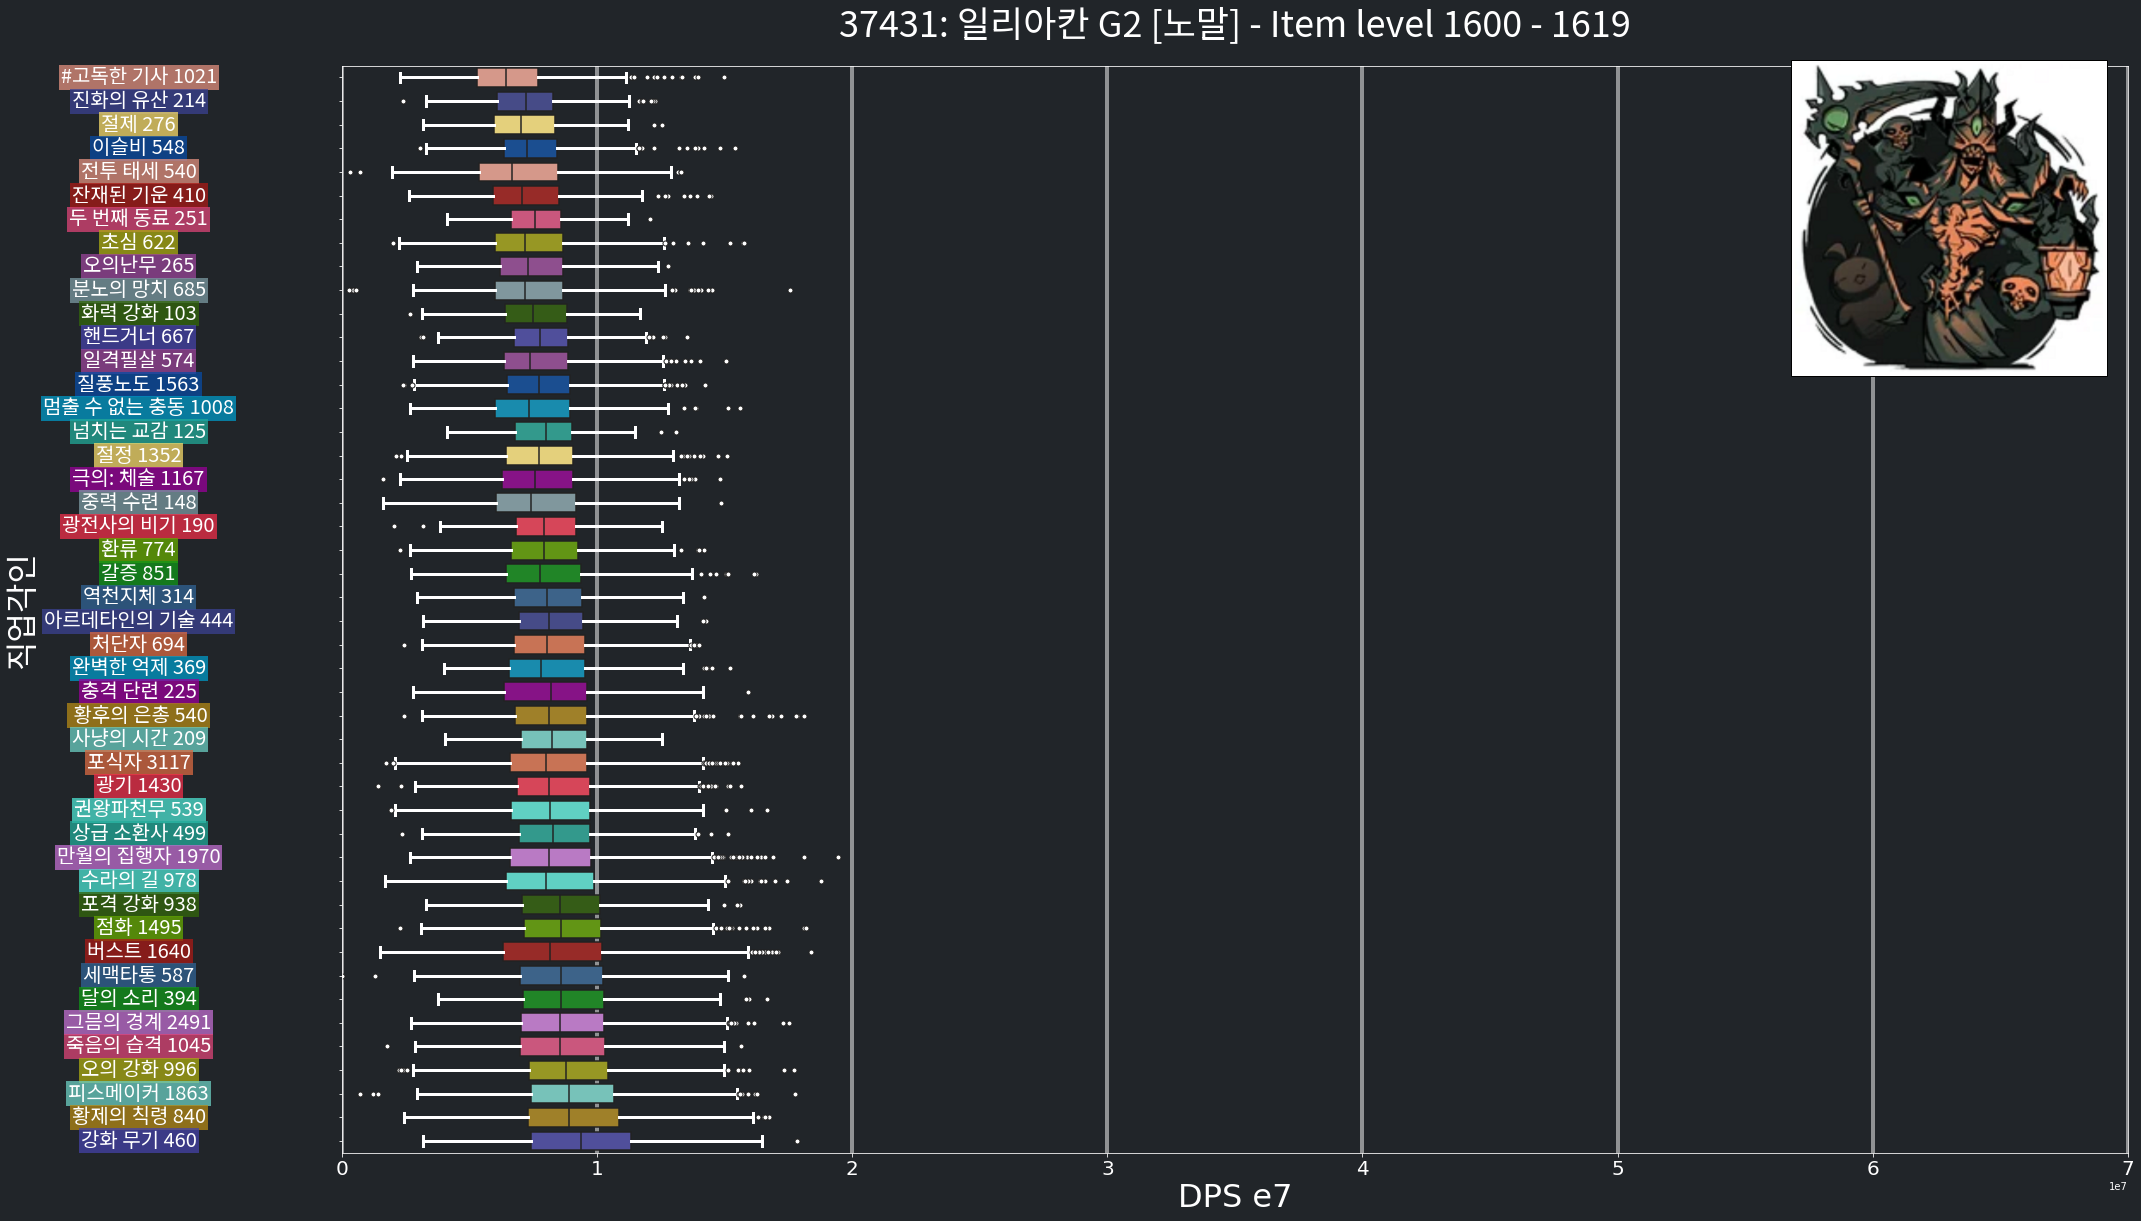 37431: 일리아칸 G2 [노말] - Item level 1600 - 1619
#고독한 기사 1021
진화의 유산 214
절제 276
이슬비 548
전투 태세 540
잔재된 기운 410
두 번째 동료 251
초심 622
오의난무 265
분노의 망치 685
화력 강화 103
핸드거너 667
일격필살 574
질풍노도 1563
멈출 수 없는 충동 1008
넘치는 교감 125
절정 1352
극의: 체술 1167
중력 수련 148
광전사의 비기 190
환류 774
갈증 851
역천지체 314
아르데타인의 기술 444
처단자 694
완벽한 억제 369
충격 단련 225
황후의 은총 540
사냥의 시간 209
포식자 3117
광기 1430
권왕파천무 539
상급 소환사 499
만월의 집행자 1970
수라의 길 978
포격 강화 938
점화 1495
버스트 1640
세맥타통 587
달의 소리 394
그믐의 경계 2491
죽음의 습격 1045
오의 강화 996
피스메이커 1863
황제의 칙령 840
강화 무기 460
직업각인
0 1 2 3 4 5 6 7
DPS e7
1e7